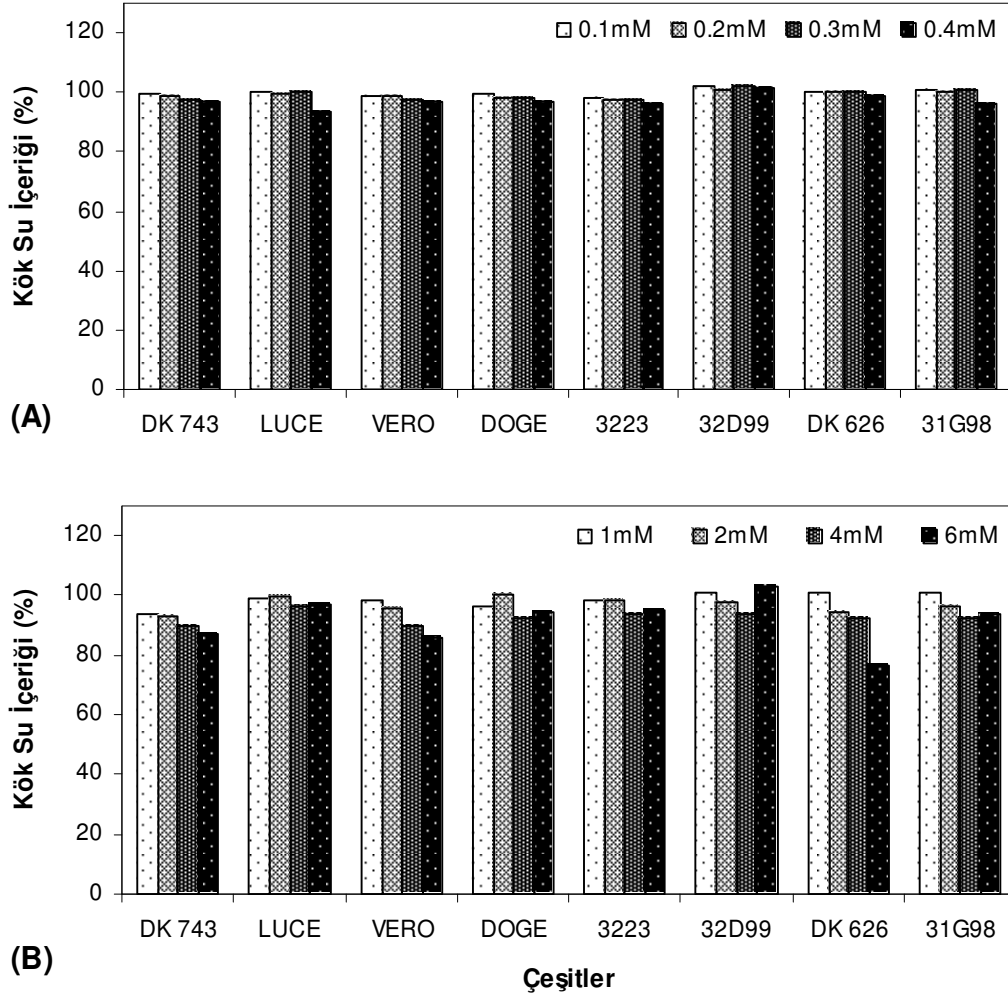 120
0.1mM 0.2mM 0.3mM 0.4mM
100
80
60
40
20
0
Kök Su İçeriği (%)
(A)
DK 743 LUCE VERO DOGE 3223 32D99 DK 626 31G98
120
1mM 2mM 4mM 6mM
100
80
60
40
20
0
Kök Su İçeriği (%)
(B)
DK 743 LUCE VERO DOGE 3223 32D99 DK 626 31G98
Çeşitler